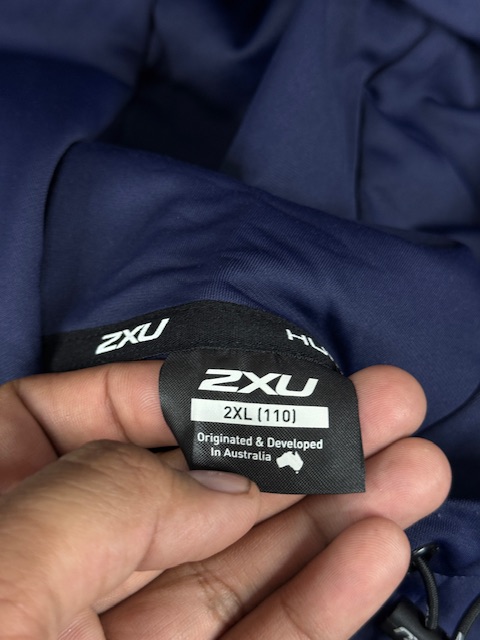 2XU
2XU
2XL (110)
Originated & Developed
In Australia